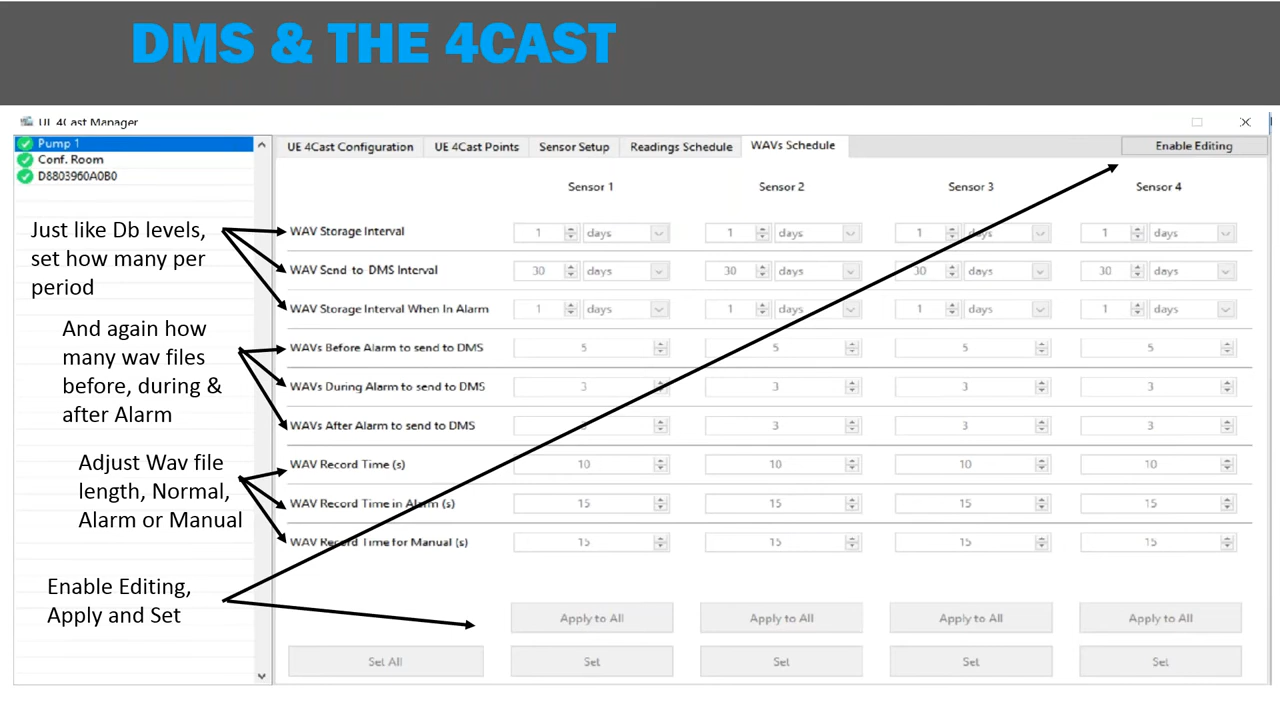 DMS & THE 4CAST
UE 4Cast Manager
Pump 1
Conf. Room
D8803960A0B0
UE 4Cast Configuration UE 4Cast Points Sensor Setup Readings Schedule WAVs Schedule Enable Editing
Sensor 1 Sensor 2 Sensor 3 Sensor 4
Just like Db levels,
set how many per
period
WAV Storage Interval 1 days 1 days 1 days 1 days
WAV Send to DMS Interval 30 days 30 days 30 days 30 days
WAV Storage Interval When In Alarm 1 days 1 days 1 days 1 days
And again how
many wav files
before, during &
after Alarm
WAVs Before Alarm to send to DMS 5 5 5 5
WAVs During Alarm to send to DMS 3 3 3 3
WAVs After Alarm to send to DMS 3 3 3 3
Adjust Wav file
length, Normal,
Alarm or Manual
WAV Record Time (s) 10 10 10 10
WAV Record Time in Alarm (s) 15 15 15 15
WAV Record Time for Manual (s) 15 15 15 15
Enable Editing,
Apply and Set
Apply to All Apply to All Apply to All Apply to All
Set All Set Set Set Set